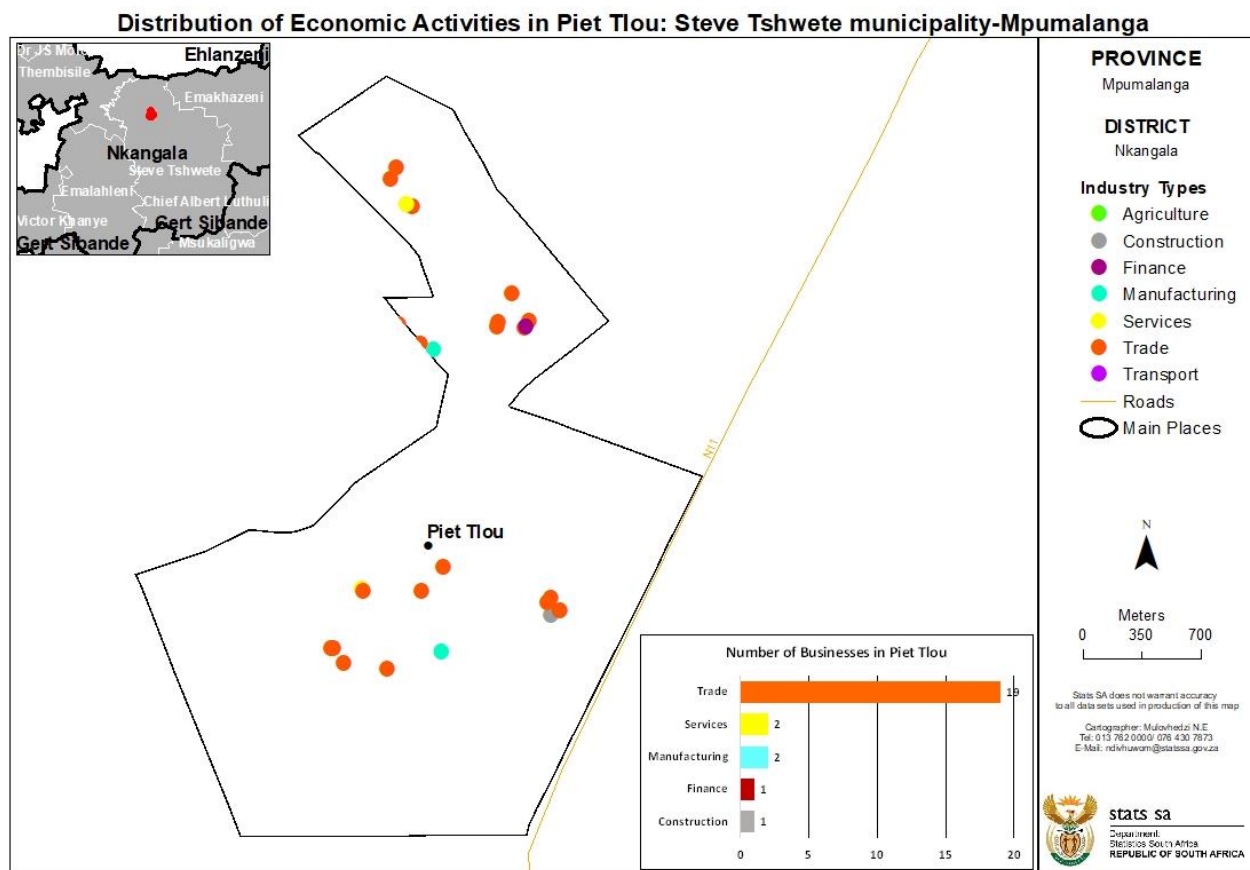 Distribution of Economic Activities in Piet Tlou: Steve Tshwete municipality-Mpumalanga
Ehlanzeni
Thembisile
Emakhazeni
Nkangala
Steve Tshwete
Emalahleni
Chief Albert Luthuli
Victor Khanye
Gert Sibande
Gert Sibande
Msukaligwa
N11
Piet Tlou
Number of Businesses in Piet Tlou
Trade 19
Services 2
Manufacturing 2
Finance 1
Construction 1
0 5 10 15 20
PROVINCE
Mpumalanga
DISTRICT
Nkangala
Industry Types
Agriculture
Construction
Finance
Manufacturing
Services
Trade
Transport
Roads
Main Places
N
Meters
0 350 700
Stats SA does not warrant accuracy
to all data sets used in production of this map
Cartographer: Mulovhedzi N.E
Tel: 013 762 0000/ 076 430 7873
E-Mail: ndivhuwom@statssa.gov.za
stats sa
Department:
Statistics South Africa
REPUBLIC OF SOUTH AFRICA